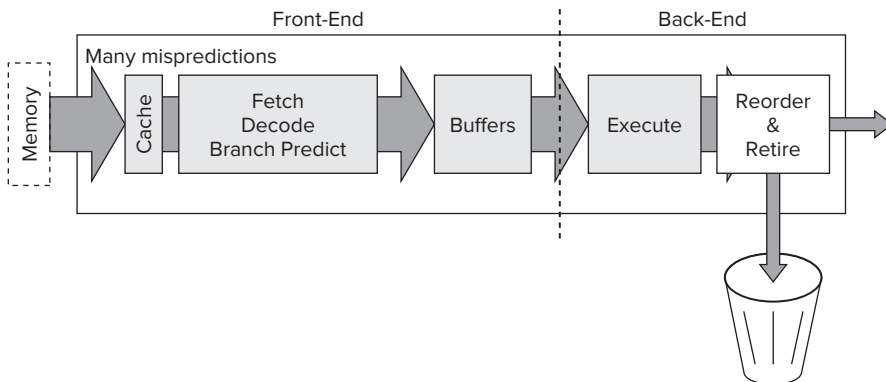 Front-End
Back-End
Many mispredictions
Memory
Cache
Fetch
Decode
Branch Predict
Buffers
Execute
Reorder
&
Retire